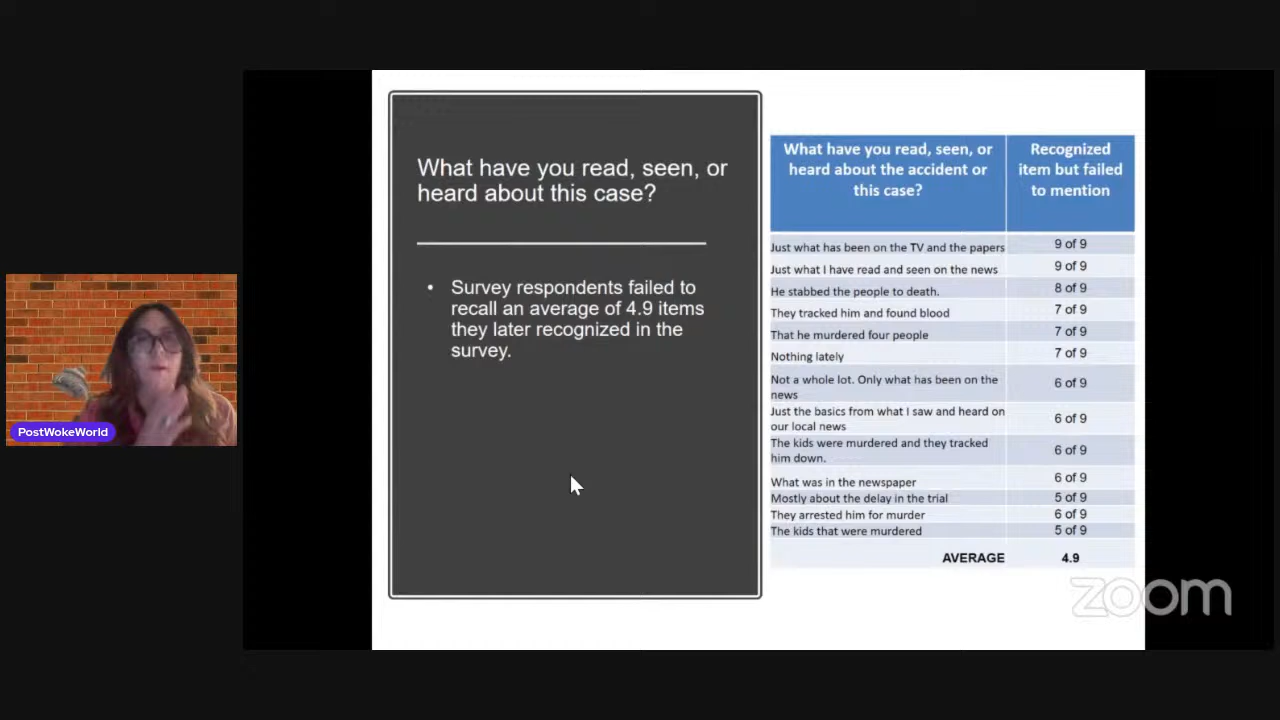 What have you read, seen, or
heard about this case?
• Survey respondents failed to
recall an average of 4.9 items
they later recognized in the
survey.
What have you read, seen, or
heard about the accident or
this case?
Recognized
item but failed
to mention
Just what has been on the TV and the papers 9 of 9
Just what I have read and seen on the news 9 of 9
He stabbed the people to death. 8 of 9
They tracked him and found blood 7 of 9
That he murdered four people 7 of 9
Nothing lately 7 of 9
Not a whole lot. Only what has been on the
news 6 of 9
Just the basics from what I saw and heard on
our local news 6 of 9
The kids were murdered and they tracked
him down. 6 of 9
What was in the newspaper 6 of 9
Mostly about the delay in the trial 5 of 9
They arrested him for murder 6 of 9
The kids that were murdered 5 of 9
AVERAGE 4.9
PostWokeWorld
zoom